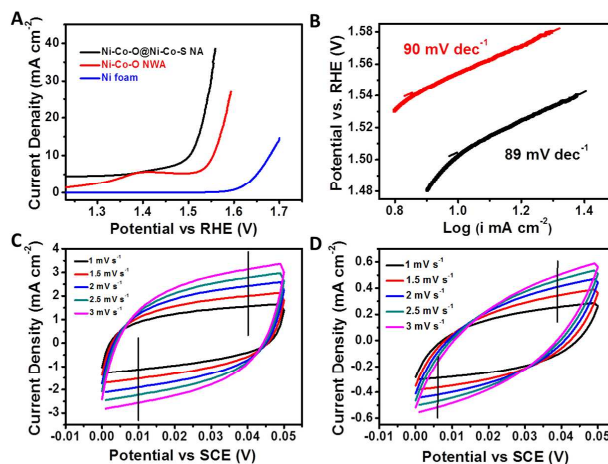 A.
Current Denaity (mA cm-2)
40
30
20
10
5
0
Ni-Co-O@Ni-Co-S NA
Ni-Co-O NWA
Ni foam
1.3 1.4 1.5 1.6 1.7
Potential vs RHE (V)
B.
Potential vs. RHE (V)
1.58
1.54
1.50
1.48
90 mV dec-1
89 mV dec-1
0.8 1.0 1.2 1.4
Log (i mA cm-2)
C
Current Density (mA cm-2)
5
4
3
2
1
0
-1
-2
-3
1 mV s-1
1.5 mV s-1
2 mV s-1
2.5 mV s-1
3 mV s-1
-0.01 0.00 0.01 0.02 0.03 0.04 0.05
Potential vs SCE (V)
D
Current Density (mA cm-2)
0.6
0.4
0.2
0.0
-0.2
-0.4
-0.6
1 mV s-1
1.5 mV s-1
2 mV s-1
2.5 mV s-1
3 mV s-1
-0.01 0.00 0.01 0.02 0.03 0.04 0.05
Potential vs SCE (V)